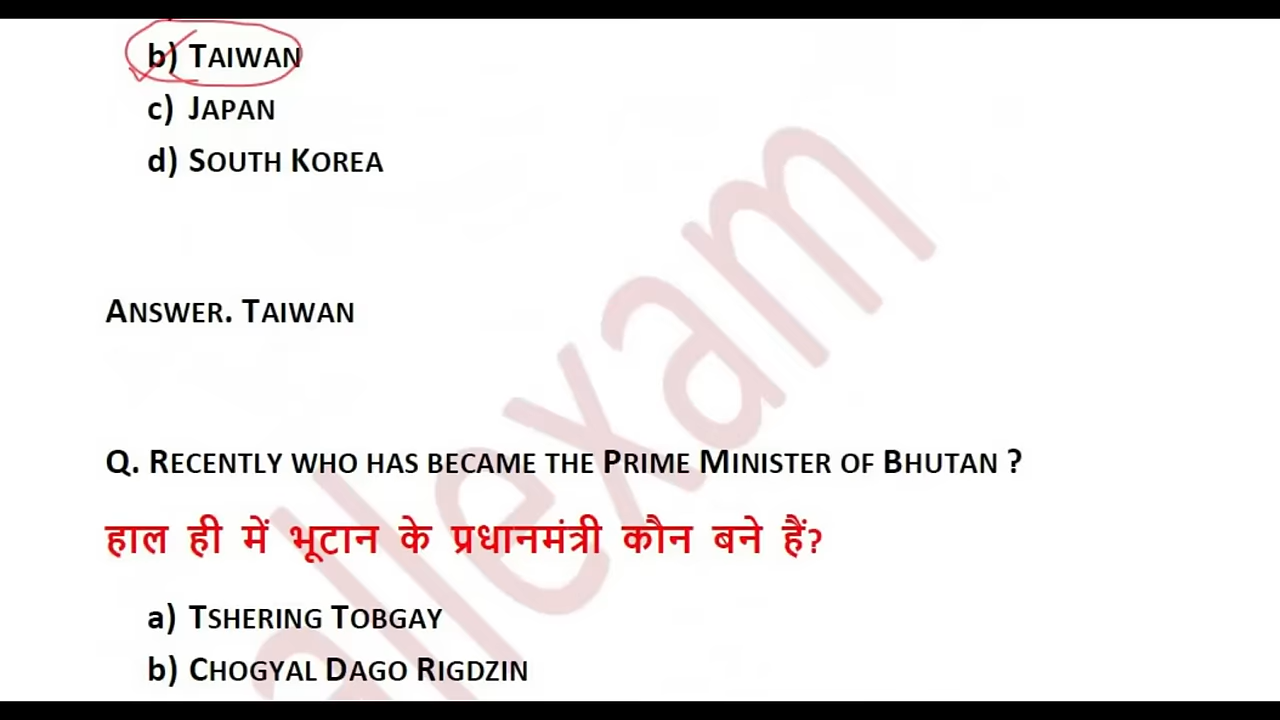 b) TAIWAN
c) JAPAN
d) SOUTH KOREA
ANSWER. TAIWAN
Q. RECENTLY WHO HAS BECAME THE PRIME MINISTER OF BHUTAN ?
हाल ही में भूटान के प्रधानमंत्री कौन बने हैं?
a) TSHERING TOBGAY
b) CHOGYAL DAGO RIGDZIN
allexam